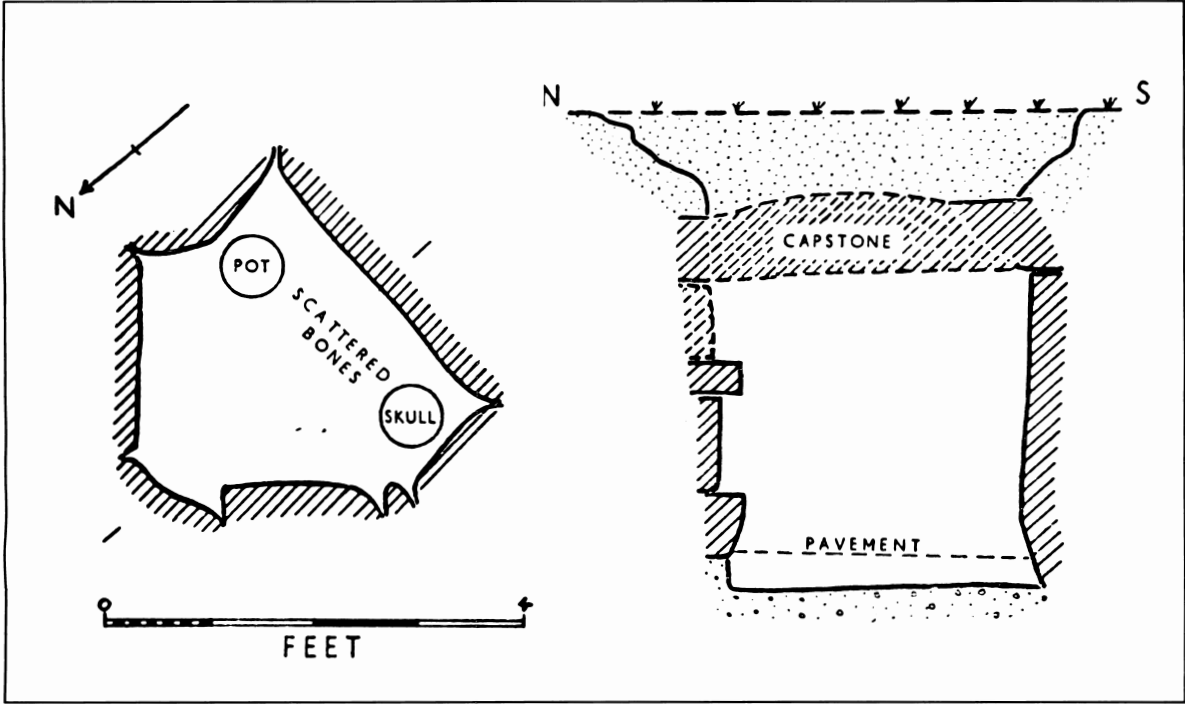 N
POT
SCATTERED
BONES
SKULL
0 4
FEET
N S
CAPSTONE
PAVEMENT